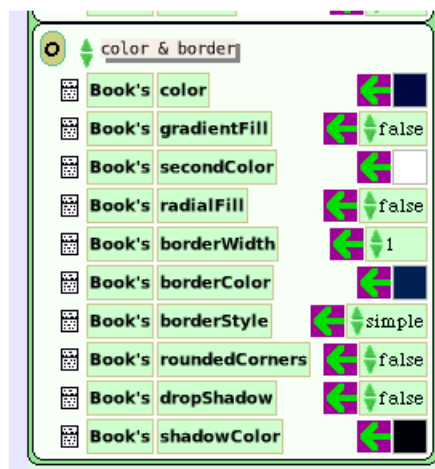 color & border
Book's color
Book's gradientFill false
Book's secondColor
Book's radialFill false
Book's borderWidth 1
Book's borderColor
Book's borderStyle simple
Book's roundedCorners false
Book's dropShadow false
Book's shadowColor